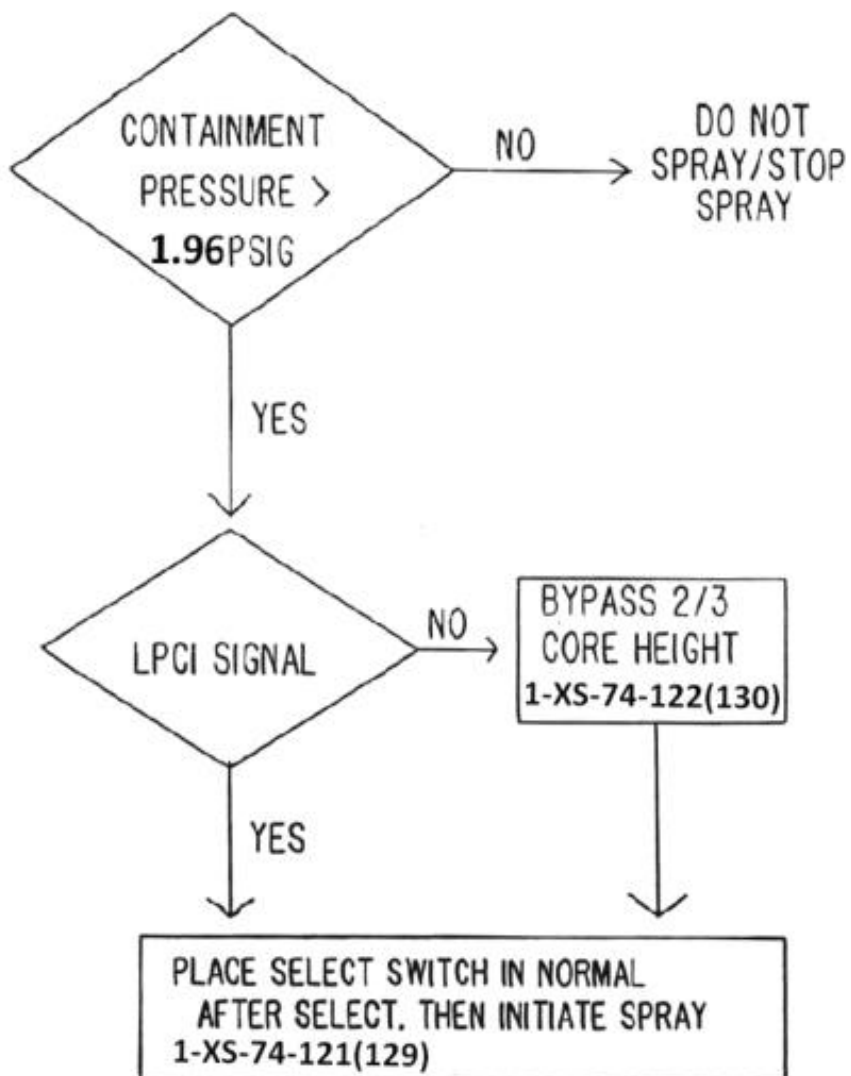 CONTAINMENT
PRESSURE >
1.96PSIG
NO
DO NOT
SPRAY/STOP
SPRAY
YES
LPCI SIGNAL
NO
BYPASS 2/3
CORE HEIGHT
1-XS-74-122(130)
YES
PLACE SELECT SWITCH IN NORMAL
AFTER SELECT. THEN INITIATE SPRAY
1-XS-74-121(129)